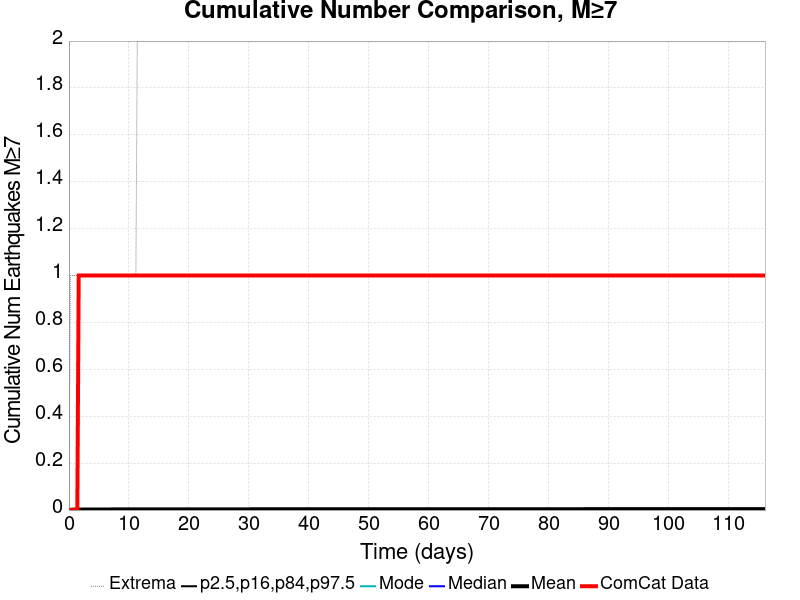 Cumulative Number Comparison, M≥7
Cumulative Num Earthquakes M≥7
2
1.8
1.6
1.4
1.2
1
0.8
0.6
0.4
0.2
0
0 10 20 30 40 50 60 70 80 90 100 110
Time (days)
Extrema p2.5,p16,p84,p97.5 Mode Median Mean ComCat Data